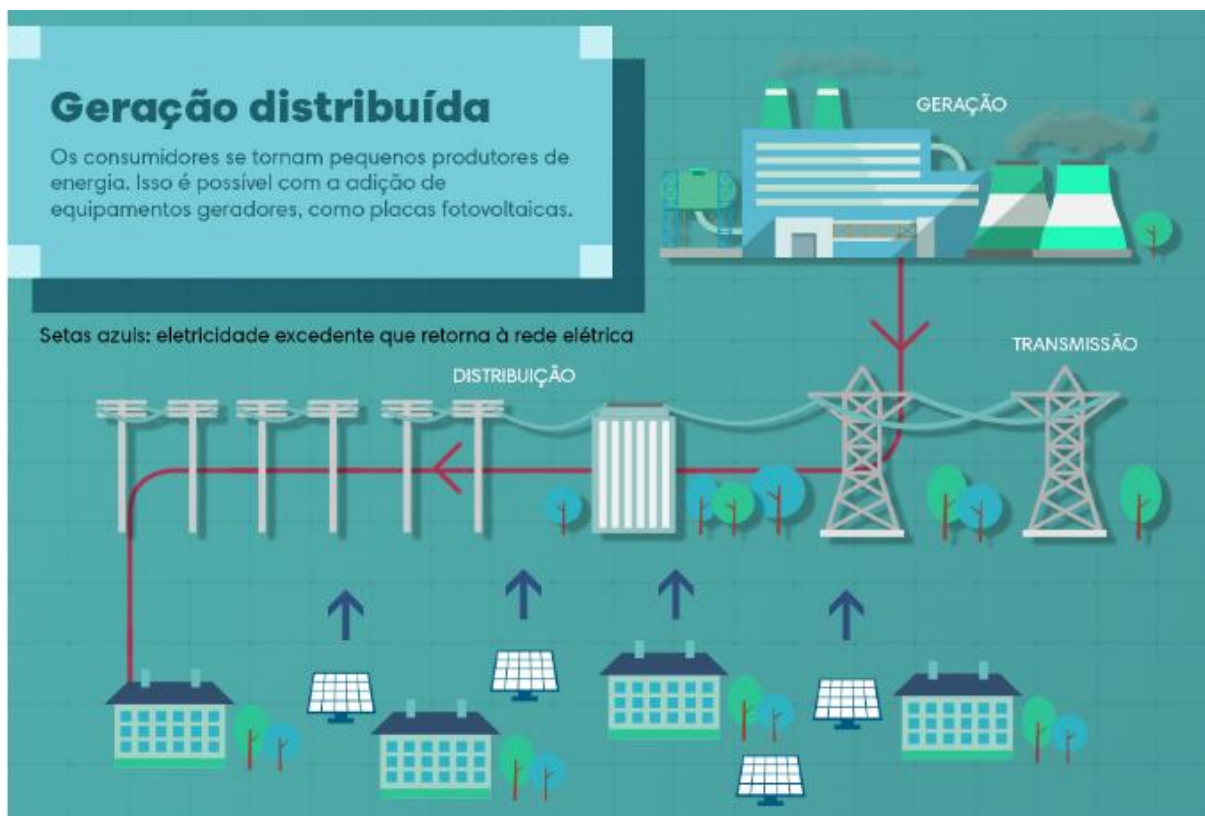 Geração distribuída
Os consumidores se tornam pequenos produtores de
energia. Isso é possível com a adição de
equipamentos geradores, como placas fotovoltaicas.
GERAÇÃO
Setas azuis: eletricidade excedente que retorna à rede elétrica
TRANSMISSÃO
DISTRIBUIÇÃO